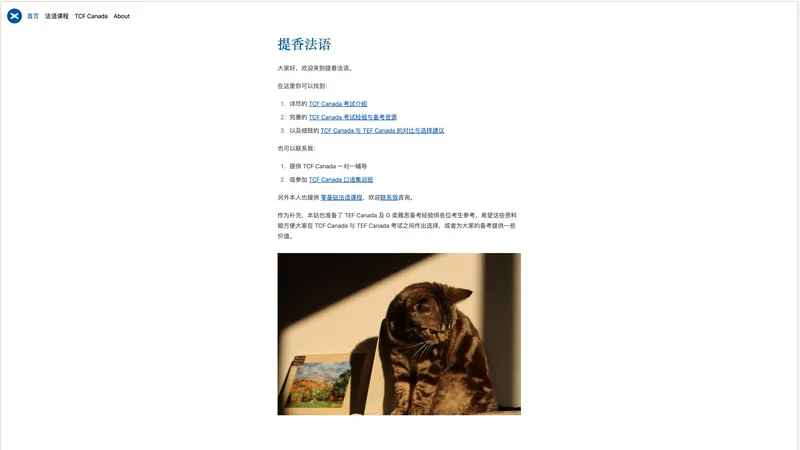 首页 法语课程 TCF Canada About
提香法语
大家好，欢迎来到提香法语。
在这里你可以找到：
1. 详尽的 TCF Canada 考试介绍
2. 完善的 TCF Canada 考试经验与备考资源
3. 以及细致的 TCF Canada 与 TEF Canada 的对比与选择建议
也可以联系我：
1. 提供 TCF Canada 一对一辅导
2. 或参加 TCF Canada 口语集训班
另外本人也提供 零基础法语课程，欢迎联系我咨询。
作为补充，本站也准备了 TEF Canada 及 G 类雅思备考经验供各位考生参考，希望这些资料
能方便大家在 TCF Canada 与 TEF Canada 考试之间作出选择，或者为大家的备考提供一些
价值。